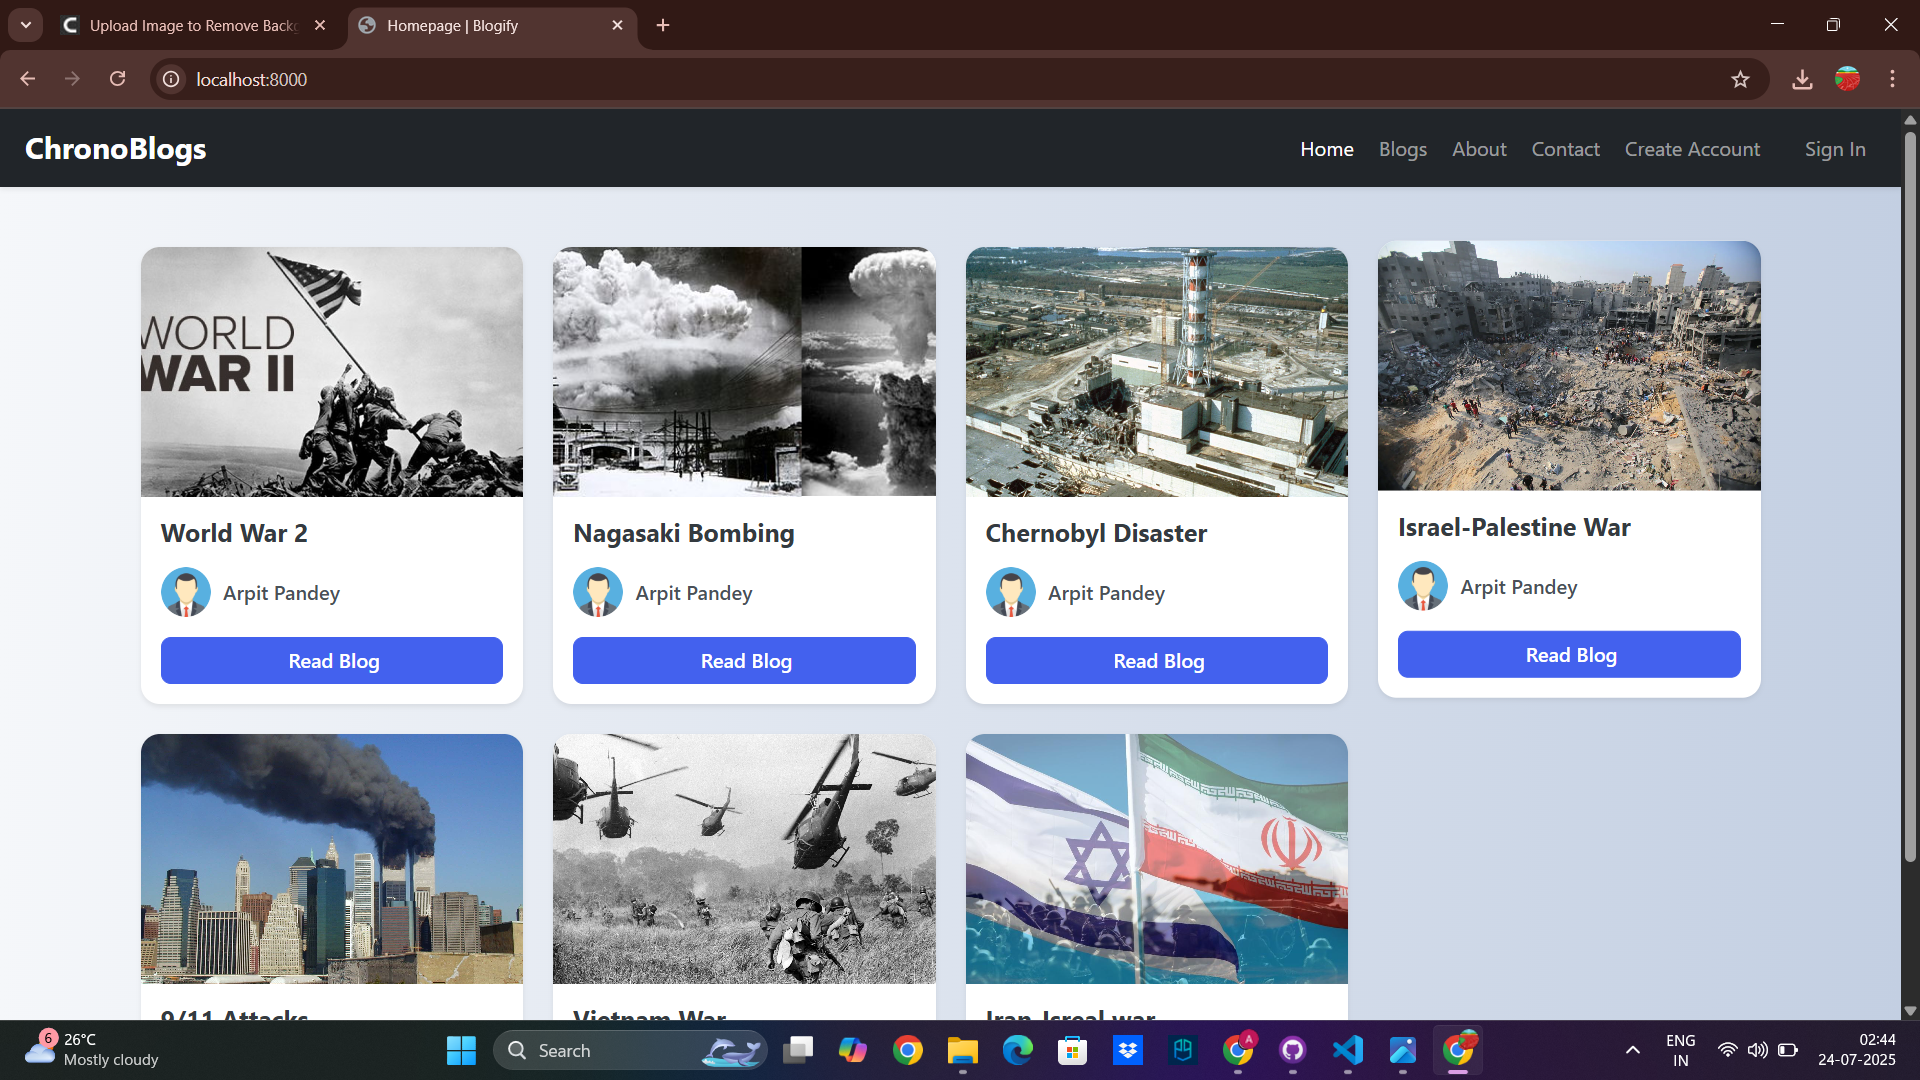 Upload Image to Remove Backg
Homepage | Blogify
localhost:8000
ChronoBlogs
Home
Blogs
About
Contact
Create Account
Sign In
WORLD
WAR II
World War 2
Arpit Pandey
Read Blog
Nagasaki Bombing
Arpit Pandey
Read Blog
Chernobyl Disaster
Arpit Pandey
Read Blog
Israel-Palestine War
Arpit Pandey
Read Blog
9/11 Attacks
Vietnam War
Iran-Isreal war
6
26°C
Mostly cloudy
Search
A
ENG
IN
02:44
24-07-2025